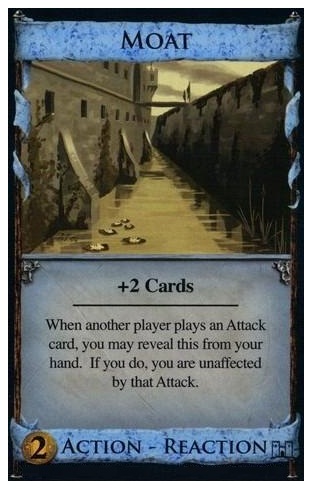 MOAT
+2 Cards
When another player plays an Attack
card, you may reveal this from your
hand. If you do, you are unaffected
by that Attack.
2 ACTION - REACTION